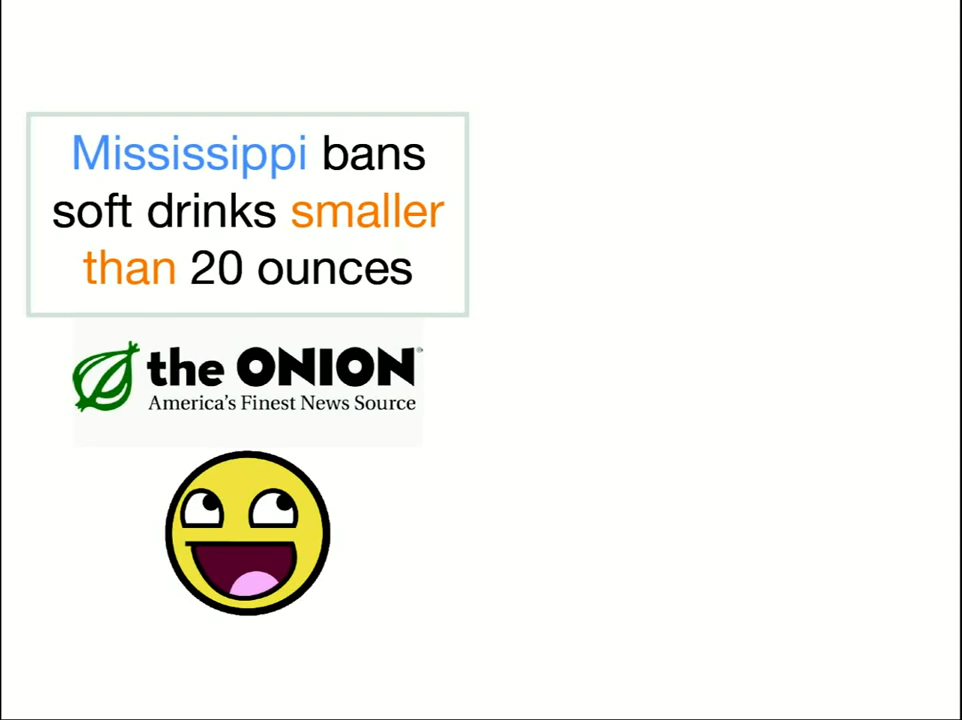 Mississippi bans
soft drinks smaller
than 20 ounces
the ONION®
America's Finest News Source